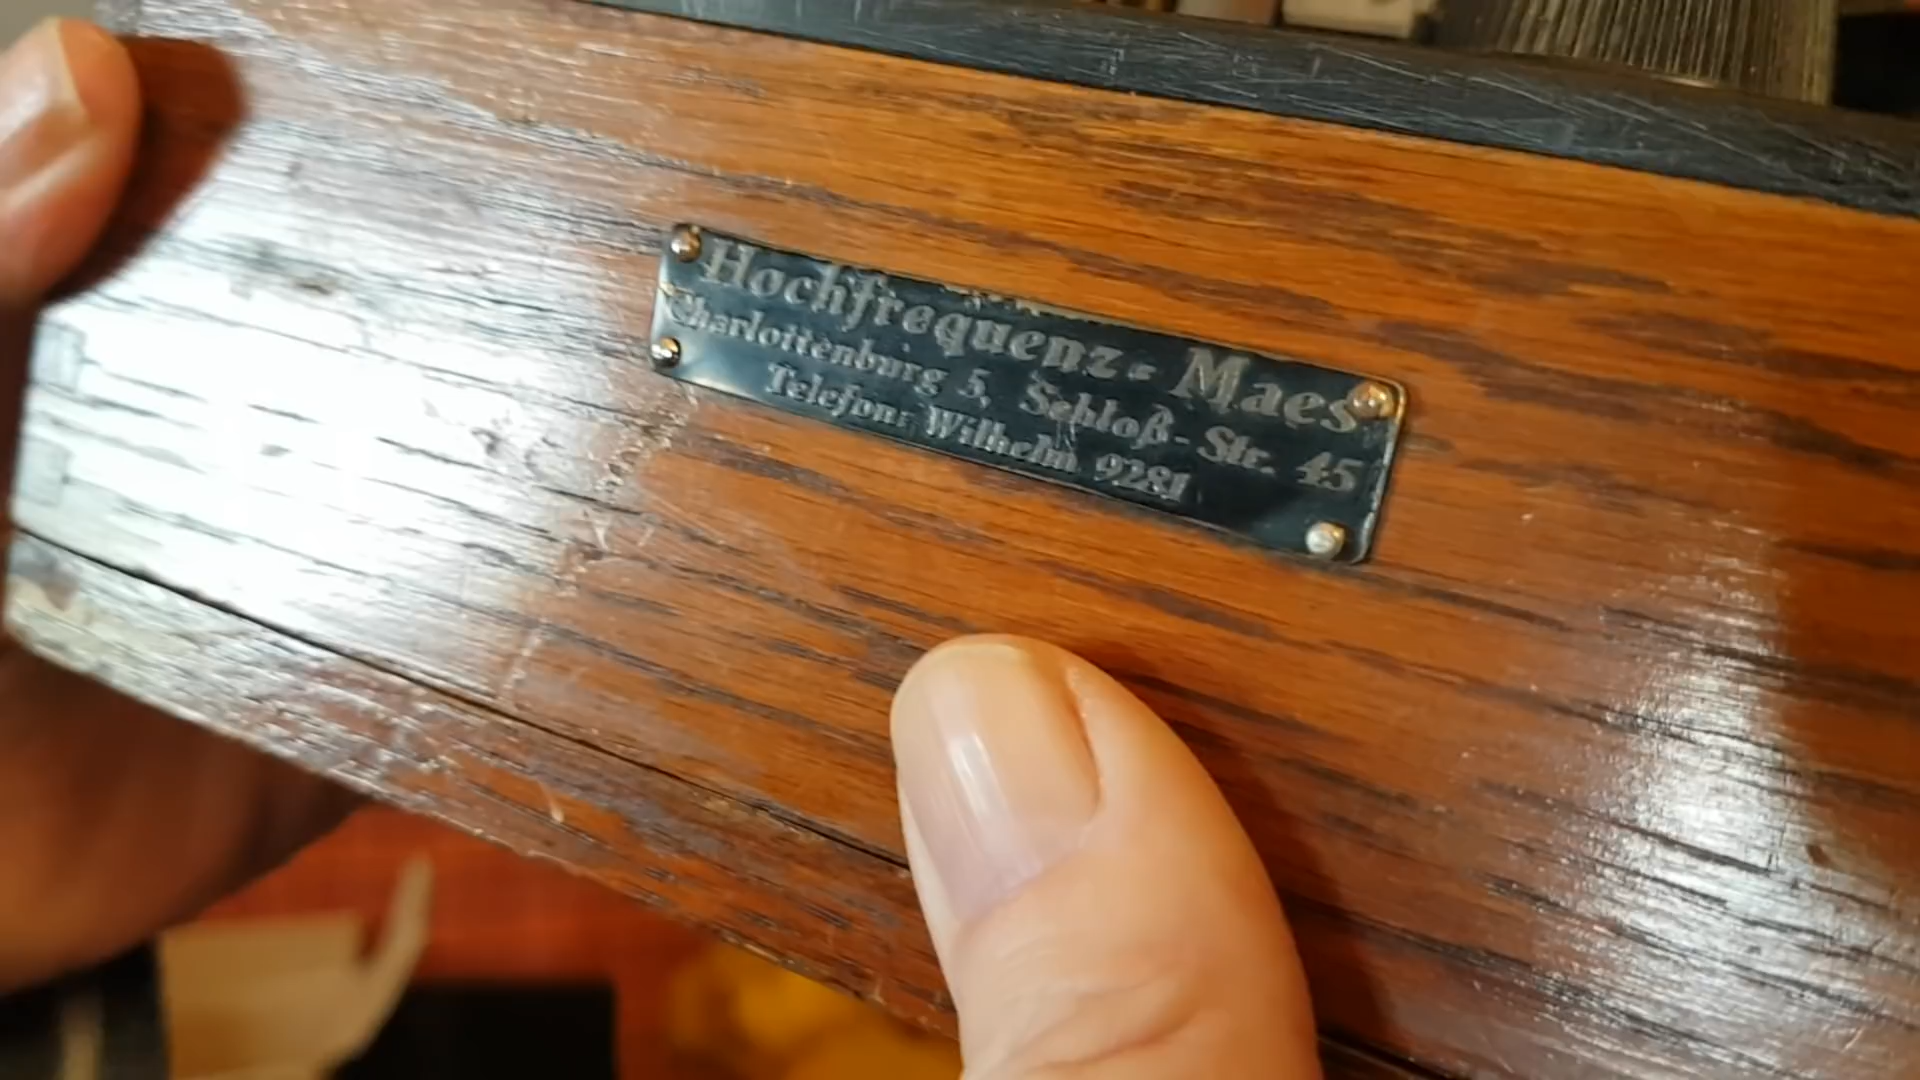 Hochfrequenz-Maes
Charlottenburg 5, Schloß-Str. 45
Telefon: Wilhelm 9281